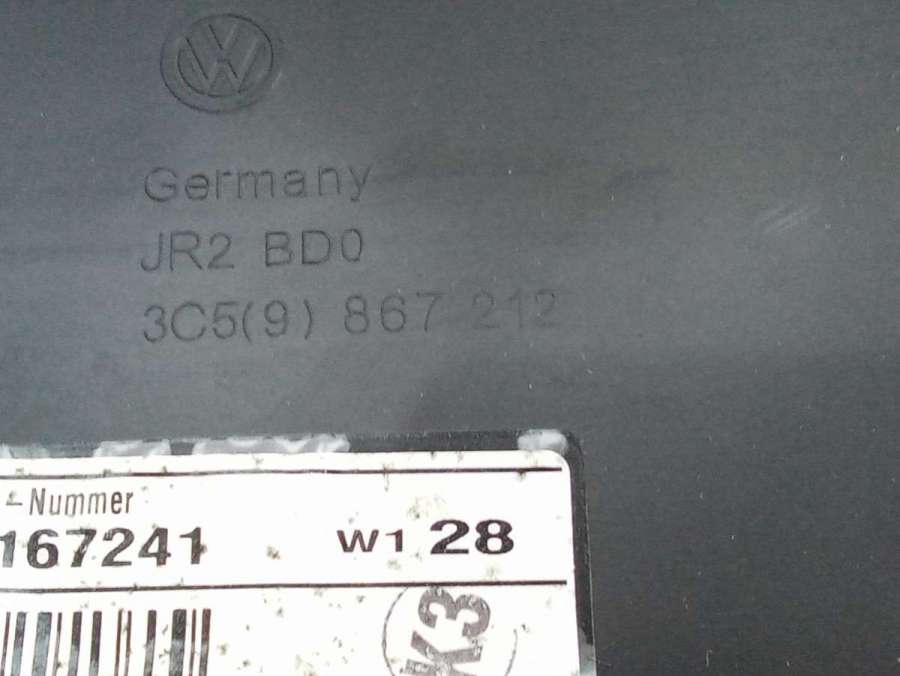 Germany
JR2 BD0
3C5(9) 867 212
-Nummer
167241 W1 28
K3